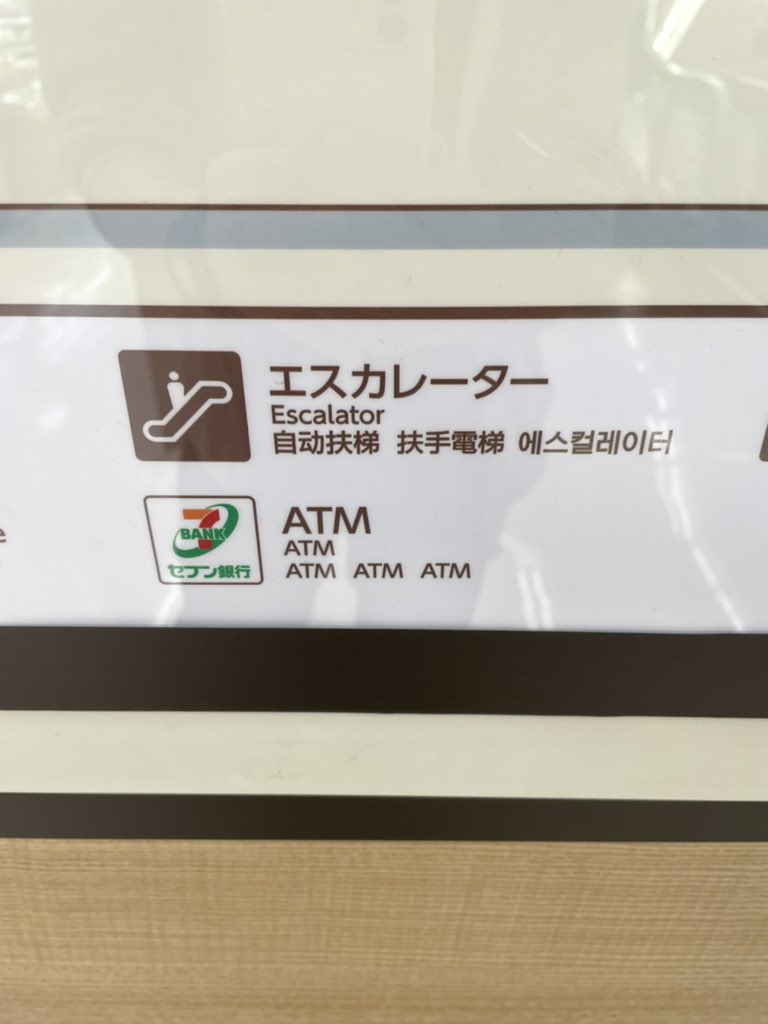 エスカレーター
Escalator
自动扶梯 扶手電梯 에스컬레이터
7
BANK
セブン銀行
ATM
ATM
ATM ATM ATM
e